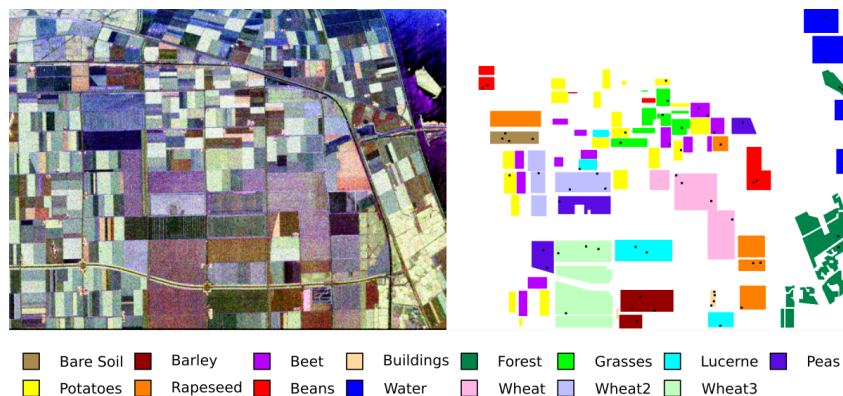 Bare Soil Barley Beet Buildings Forest Grasses Lucerne Peas
Potatoes Rapeseed Beans Water Wheat Wheat2 Wheat3